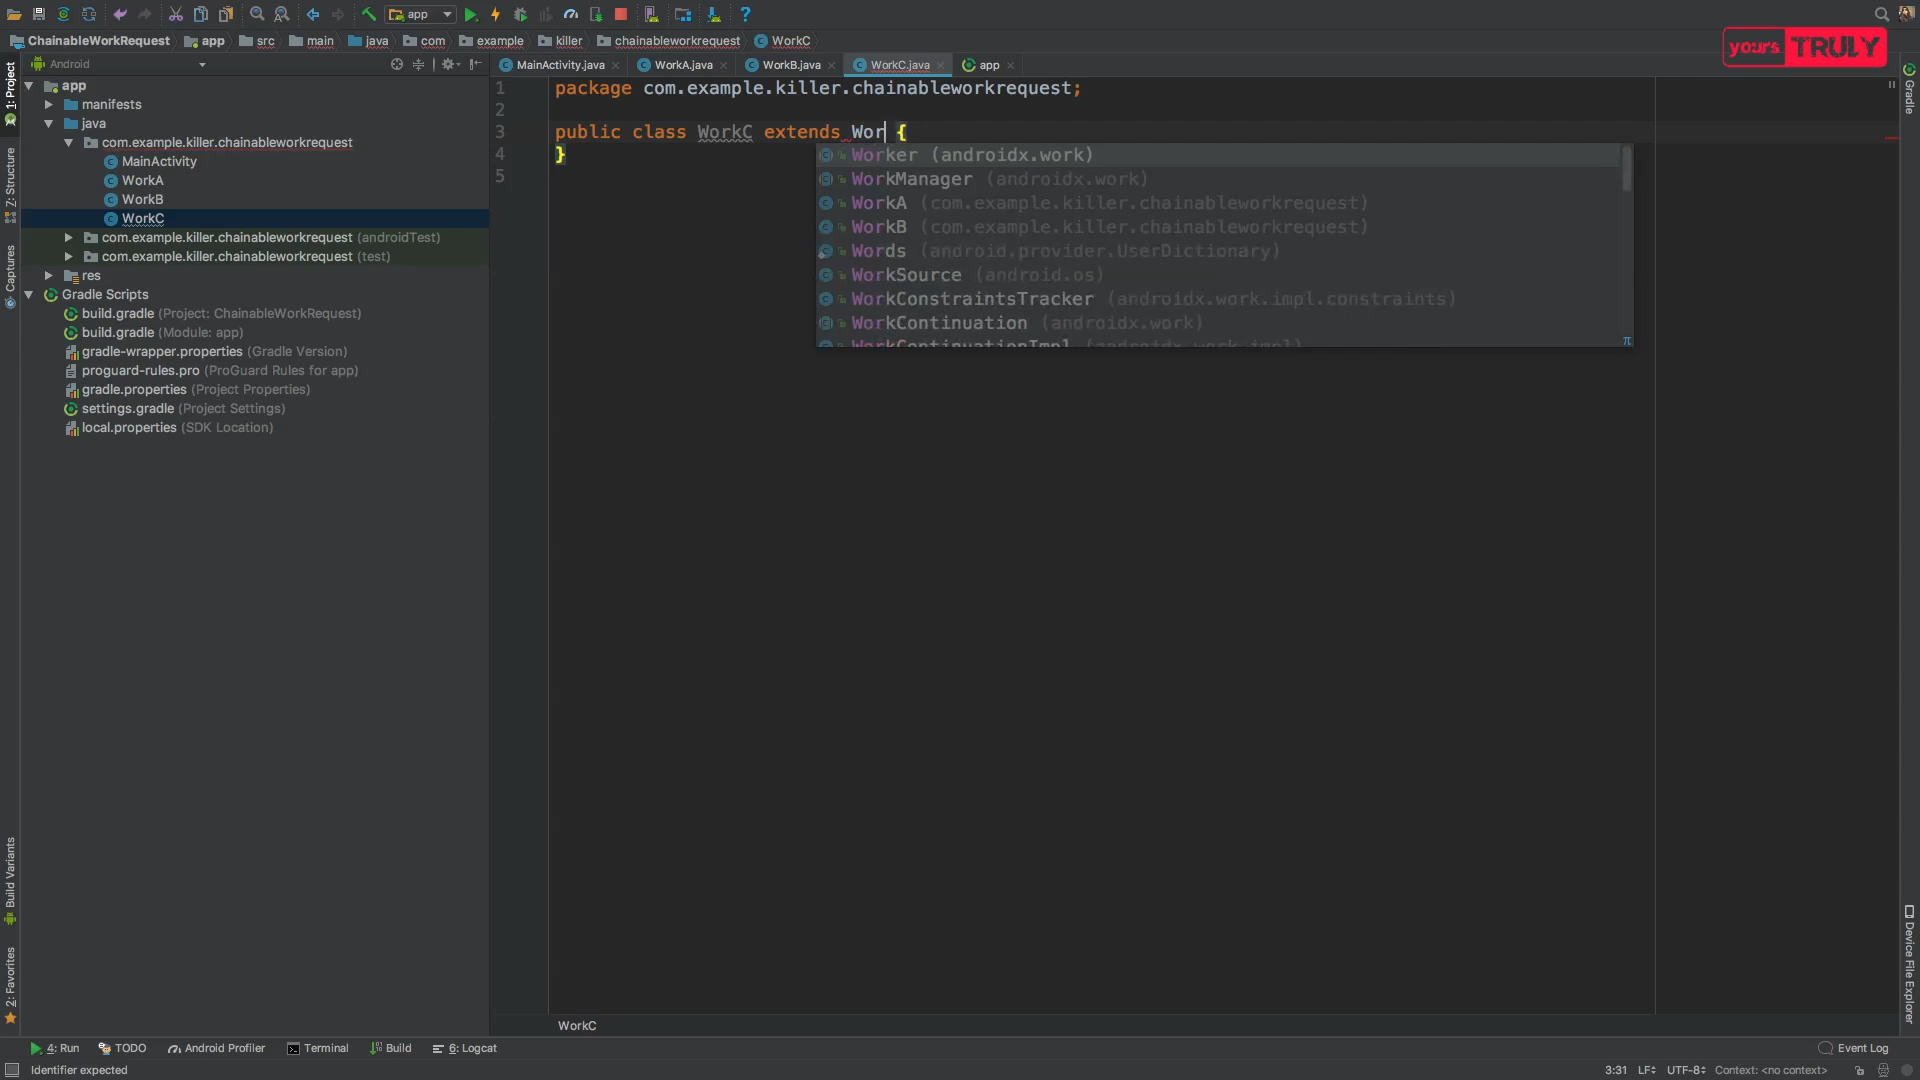 app
ChainableWorkRequest app src main java com example killer chainableworkrequest WorkC
yours TRULY
Android
MainActivity.java WorkA.java WorkB.java WorkC.java app
1: Project
Z: Structure
Captures
Build Variants
2: Favorites
app
manifests
java
com.example.killer.chainableworkrequest
MainActivity
WorkA
WorkB
WorkC
com.example.killer.chainableworkrequest (androidTest)
com.example.killer.chainableworkrequest (test)
res
Gradle Scripts
build.gradle (Project: ChainableWorkRequest)
build.gradle (Module: app)
gradle-wrapper.properties (Gradle Version)
proguard-rules.pro (ProGuard Rules for app)
gradle.properties (Project Properties)
settings.gradle (Project Settings)
local.properties (SDK Location)
1 package com.example.killer.chainableworkrequest;
2
3 public class WorkC extends Wor {
4 }
5
Worker (androidx.work)
WorkManager (androidx.work)
WorkA (com.example.killer.chainableworkrequest)
WorkB (com.example.killer.chainableworkrequest)
Words (android.provider.UserDictionary)
WorkSource (android.os)
WorkConstraintsTracker (androidx.work.impl.constraints)
WorkContinuation (androidx.work)
WorkContinuationImpl (androidx.work.impl)
π
Gradle
Device File Explorer
WorkC
4: Run TODO Android Profiler Terminal Build 6: Logcat Event Log
Identifier expected 3:31 LF UTF-8 Context: <no context>